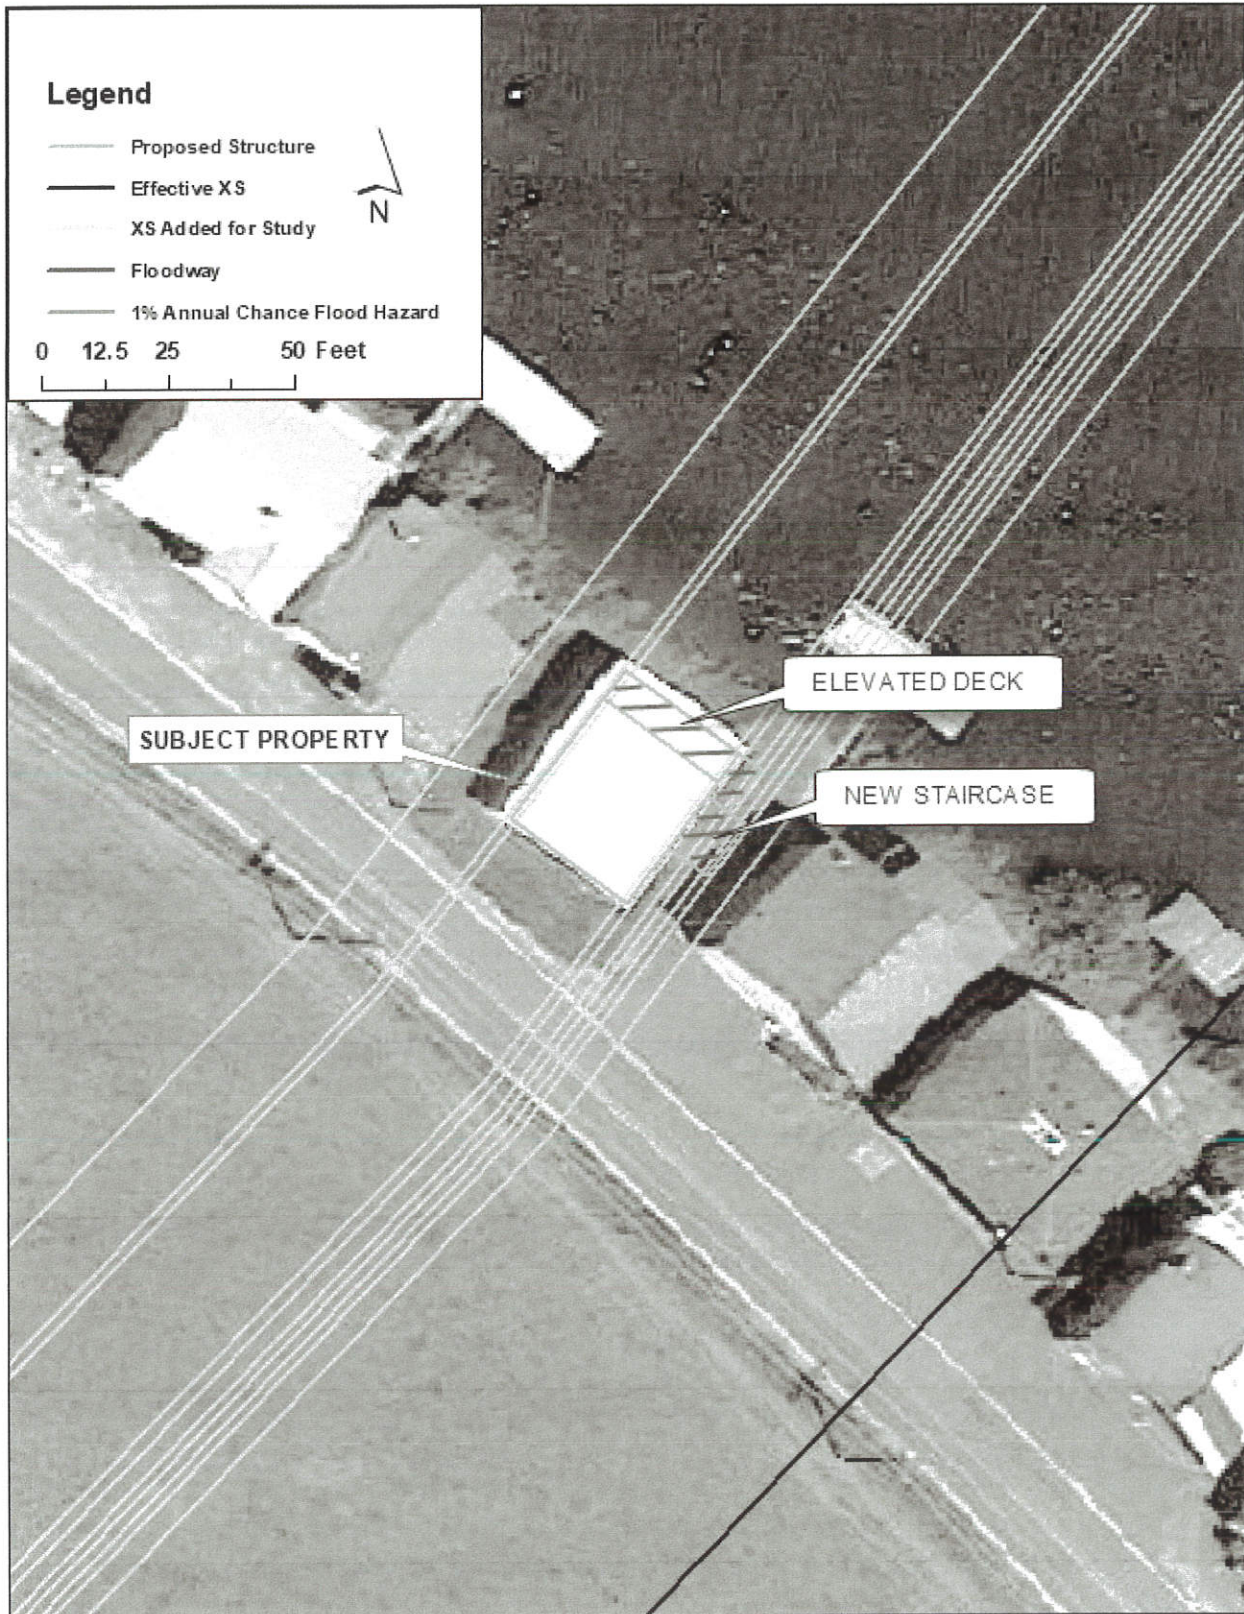 Legend
Proposed Structure
Effective XS
XS Added for Study
Floodway
1% Annual Chance Flood Hazard
N
0 12.5 25 50 Feet
ELEVATED DECK
SUBJECT PROPERTY
NEW STAIRCASE